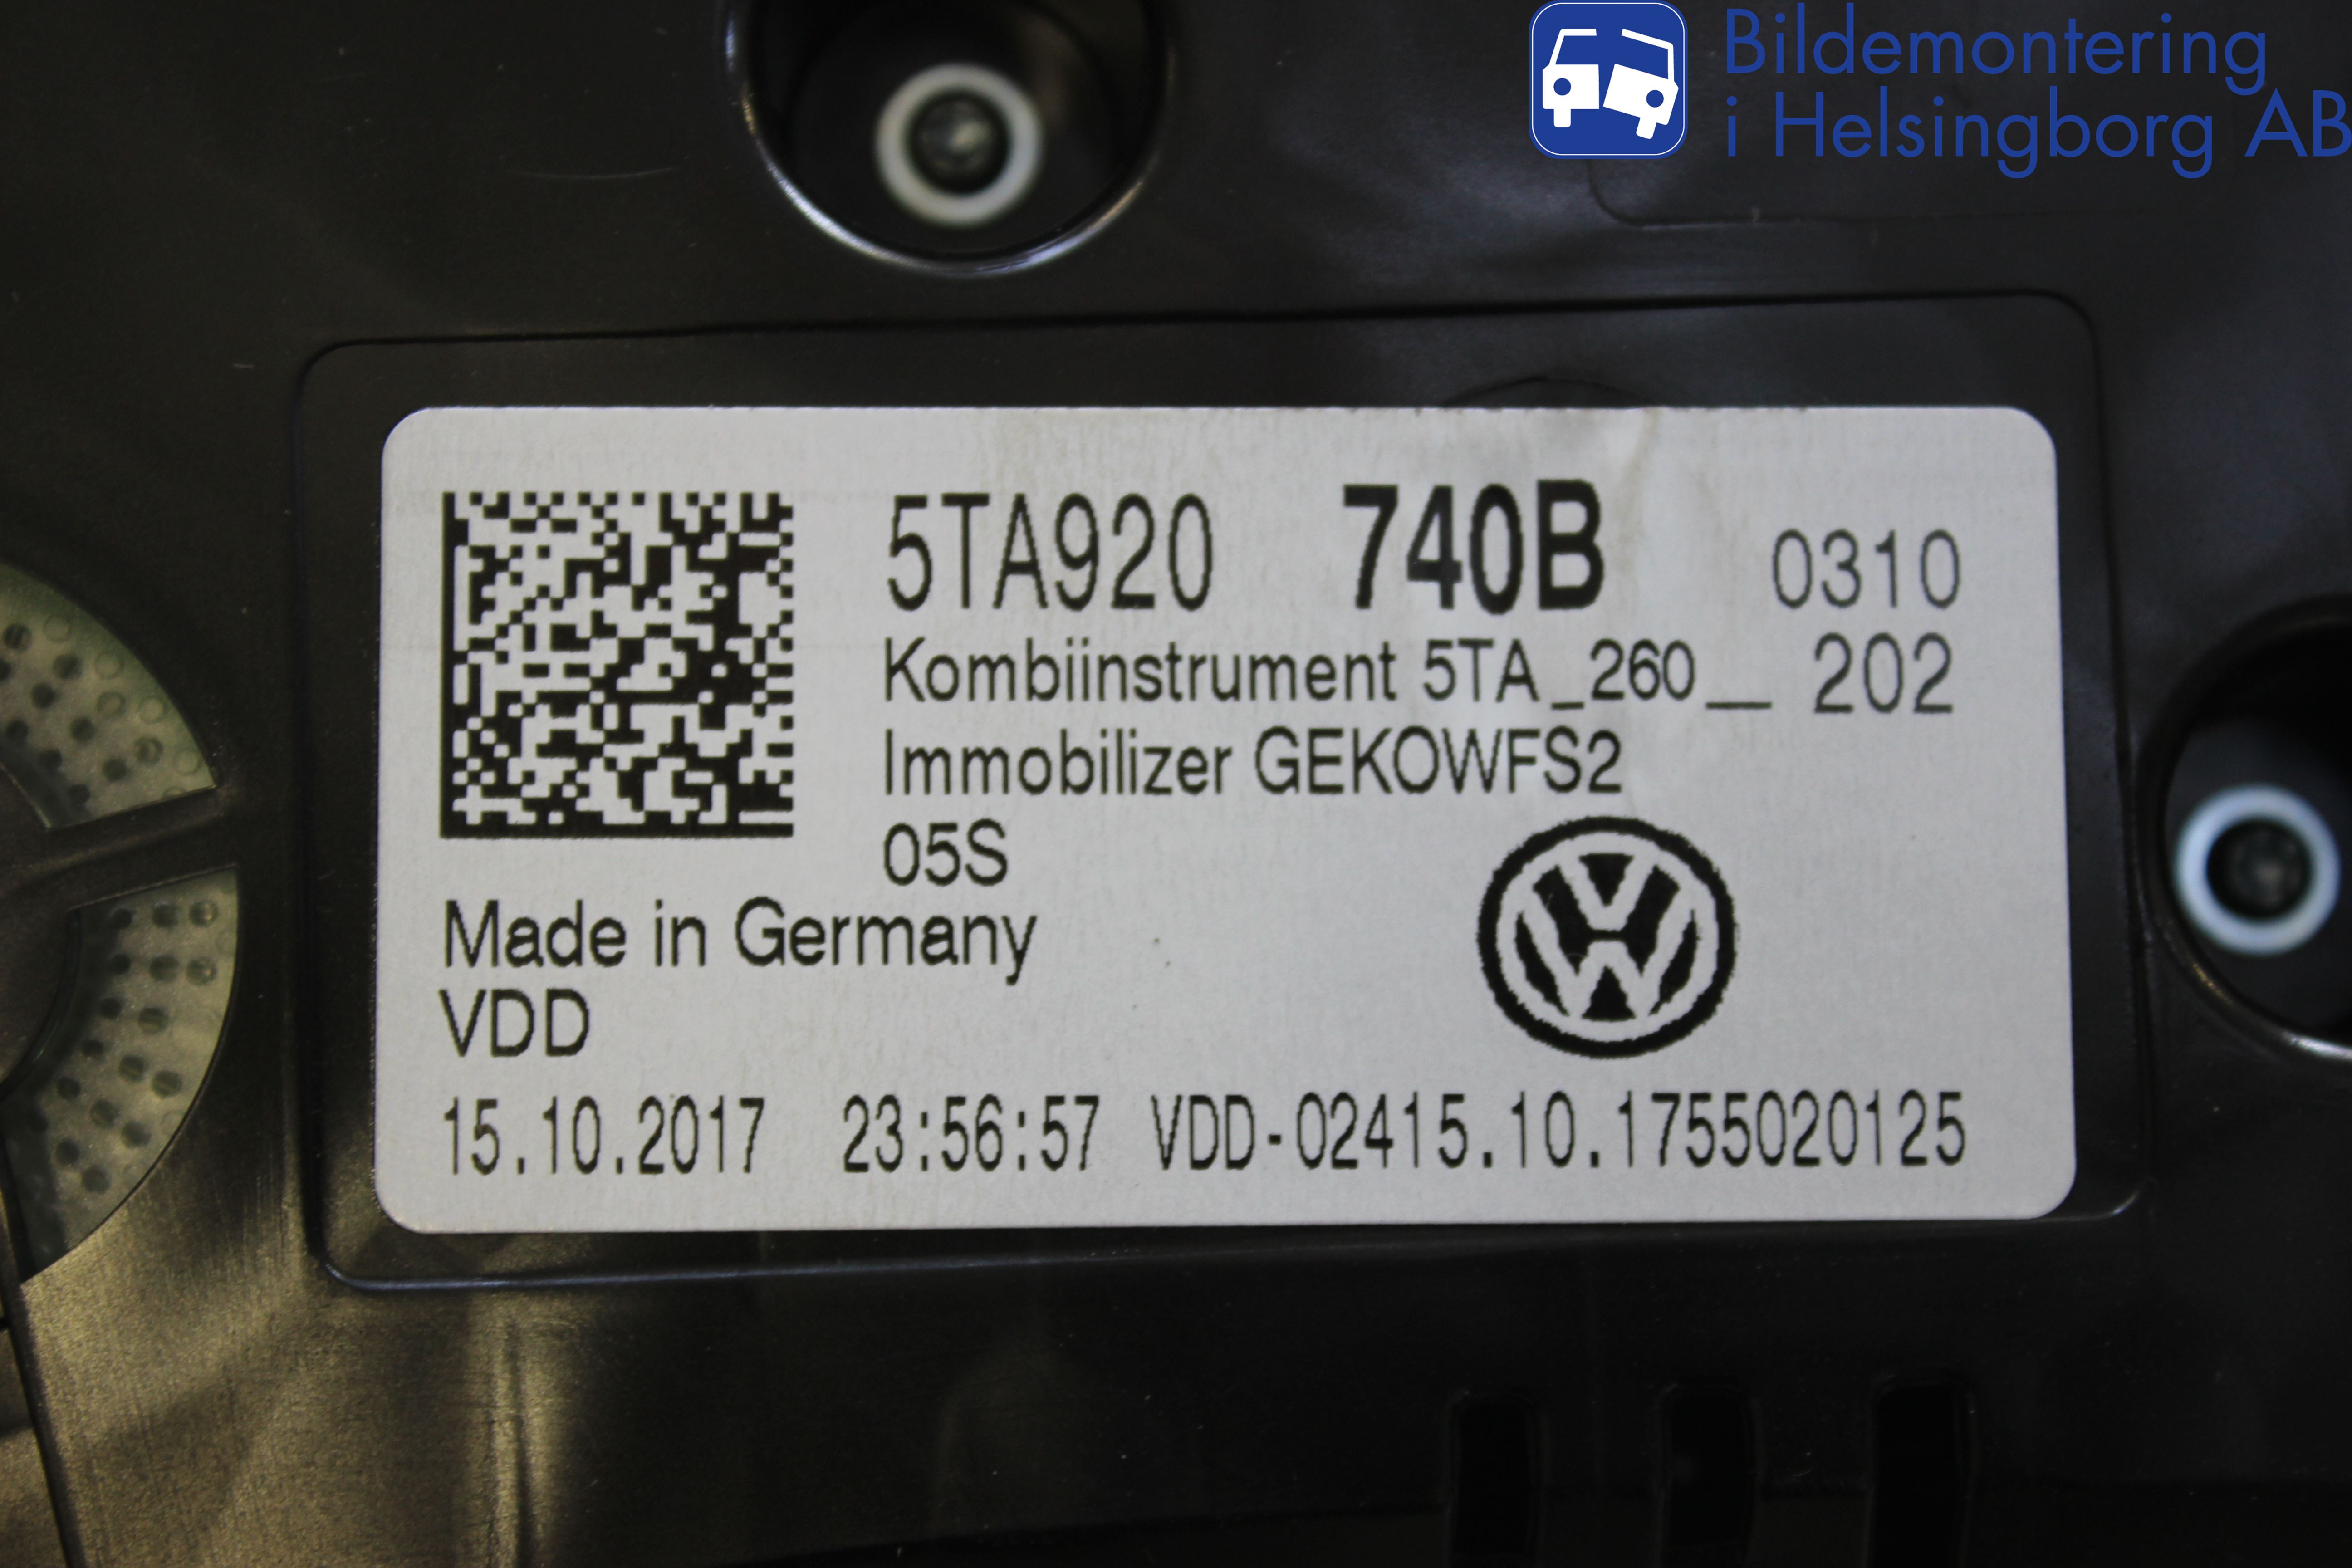 Bildemontering
i Helsingborg AB
5TA920 740B 0310
Kombiinstrument 5TA_260__ 202
Immobilizer GEKOWFS2
05S
Made in Germany
VDD
15.10.2017 23:56:57 VDD-02415.10.1755020125